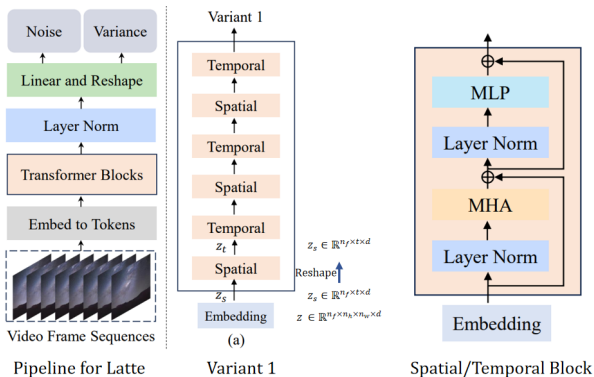 Noise
Variance
Linear and Reshape
Layer Norm
Transformer Blocks
Embed to Tokens
Video Frame Sequences
Pipeline for Latte
Variant 1
Temporal
Spatial
Temporal
Spatial
Temporal
z_t
Spatial
z_s
Embedding
(a)
z_s ∈ ℝ^{n_f×t×d}
Reshape
z_s ∈ ℝ^{n_f×t×d}
z ∈ ℝ^{n_f×n_h×n_w×d}
Variant 1
⊕
MLP
Layer Norm
⊕
MHA
Layer Norm
Embedding
Spatial/Temporal Block